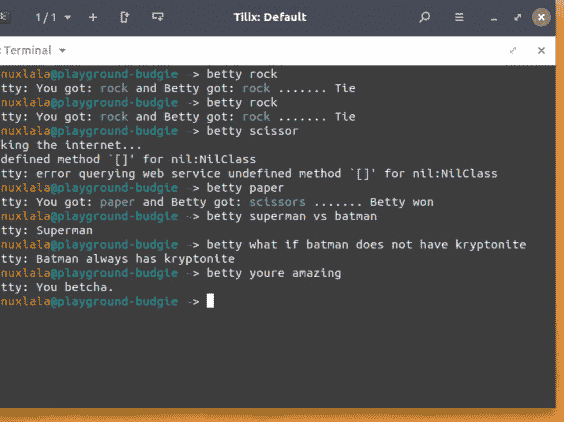 1 / 1 Tilix: Default
: Terminal
nuxlala@playground-budgie -> betty rock
tty: You got: rock and Betty got: rock ....... Tie
nuxlala@playground-budgie -> betty rock
tty: You got: rock and Betty got: rock ....... Tie
nuxlala@playground-budgie -> betty scissor
king the internet...
defined method `[]' for nil:NilClass
tty: error querying web service undefined method `[]' for nil:NilClass
nuxlala@playground-budgie -> betty paper
tty: You got: paper and Betty got: scissors ....... Betty won
nuxlala@playground-budgie -> betty superman vs batman
tty: Superman
nuxlala@playground-budgie -> betty what if batman does not have kryptonite
tty: Batman always has kryptonite
nuxlala@playground-budgie -> betty youre amazing
tty: You betcha.
nuxlala@playground-budgie ->